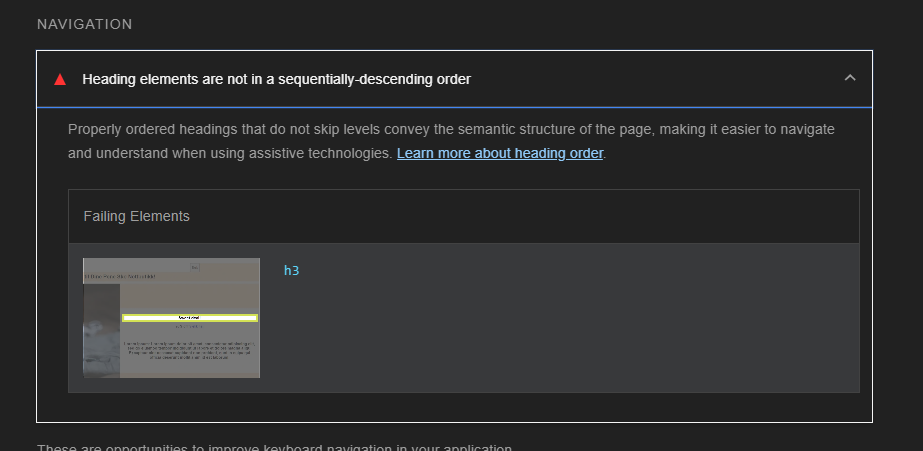 NAVIGATION
Heading elements are not in a sequentially-descending order
Properly ordered headings that do not skip levels convey the semantic structure of the page, making it easier to navigate
and understand when using assistive technologies. Learn more about heading order.
Failing Elements
h3
These are opportunities to improve keyboard navigation in your application.